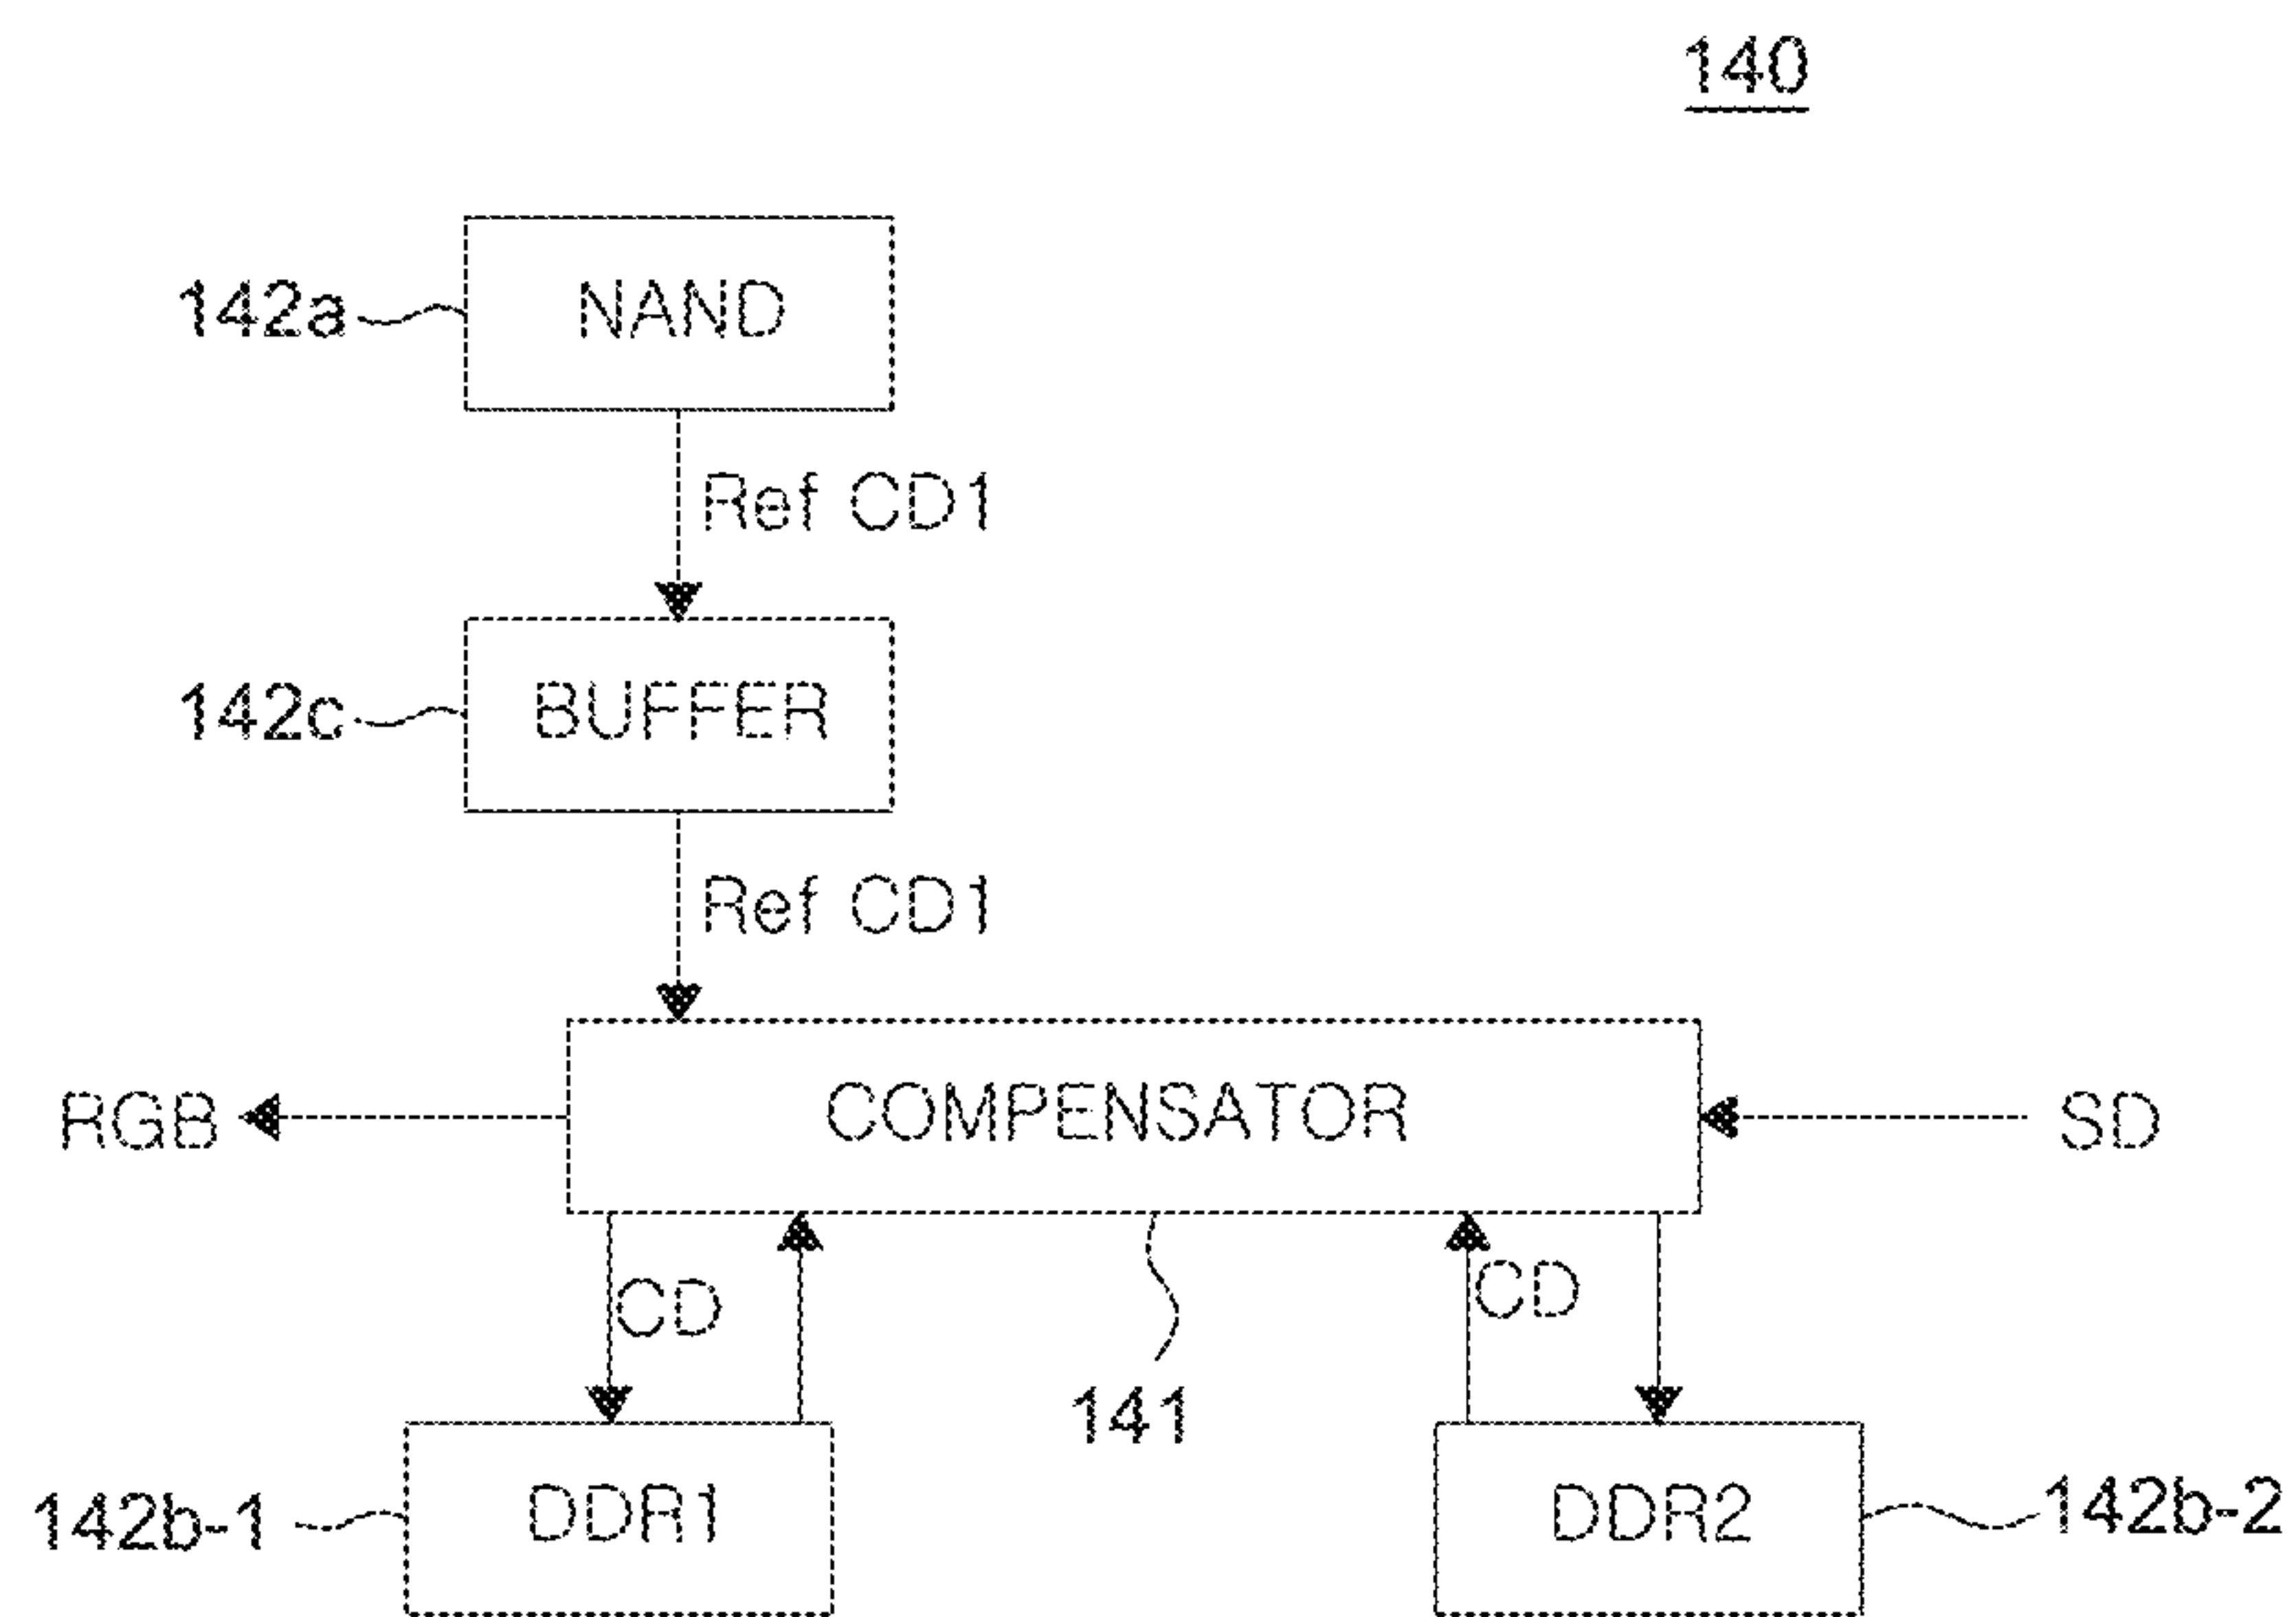 140
142a
NAND
Ref CD1
142c
BUFFER
Ref CD1
RGB
COMPENSATOR
SD
CD
CD
141
142b-1
DDR1
DDR2
142b-2